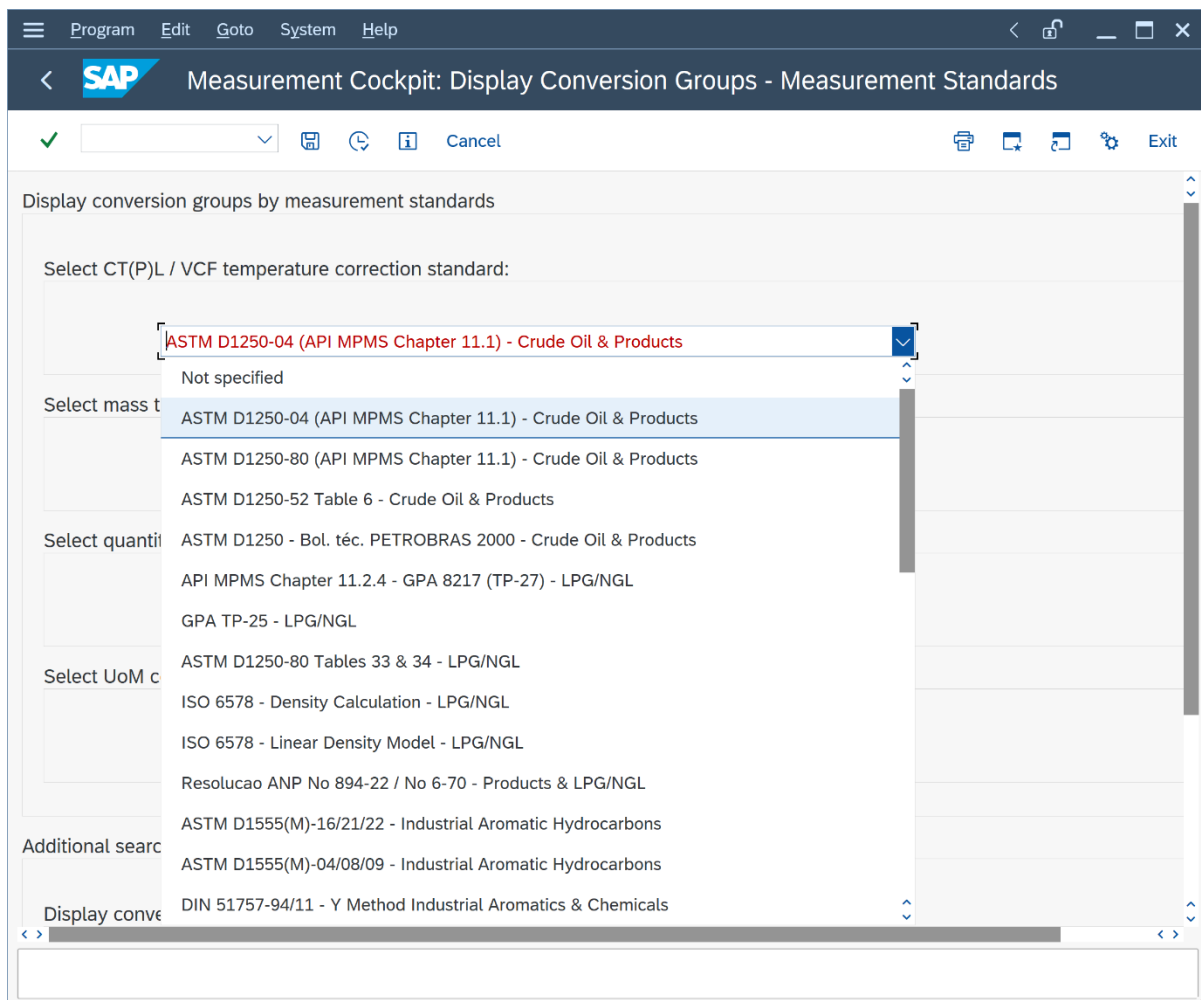 Program Edit Goto System Help
SAP Measurement Cockpit: Display Conversion Groups - Measurement Standards
Cancel Exit
Display conversion groups by measurement standards
Select CT(P)L / VCF temperature correction standard:
ASTM D1250-04 (API MPMS Chapter 11.1) - Crude Oil & Products
Not specified
Select mass t
ASTM D1250-04 (API MPMS Chapter 11.1) - Crude Oil & Products
ASTM D1250-80 (API MPMS Chapter 11.1) - Crude Oil & Products
ASTM D1250-52 Table 6 - Crude Oil & Products
Select quantit
ASTM D1250 - Bol. téc. PETROBRAS 2000 - Crude Oil & Products
API MPMS Chapter 11.2.4 - GPA 8217 (TP-27) - LPG/NGL
GPA TP-25 - LPG/NGL
ASTM D1250-80 Tables 33 & 34 - LPG/NGL
Select UoM c
ISO 6578 - Density Calculation - LPG/NGL
ISO 6578 - Linear Density Model - LPG/NGL
Resolucao ANP No 894-22 / No 6-70 - Products & LPG/NGL
ASTM D1555(M)-16/21/22 - Industrial Aromatic Hydrocarbons
Additional searc
ASTM D1555(M)-04/08/09 - Industrial Aromatic Hydrocarbons
DIN 51757-94/11 - Y Method Industrial Aromatics & Chemicals
Display conve